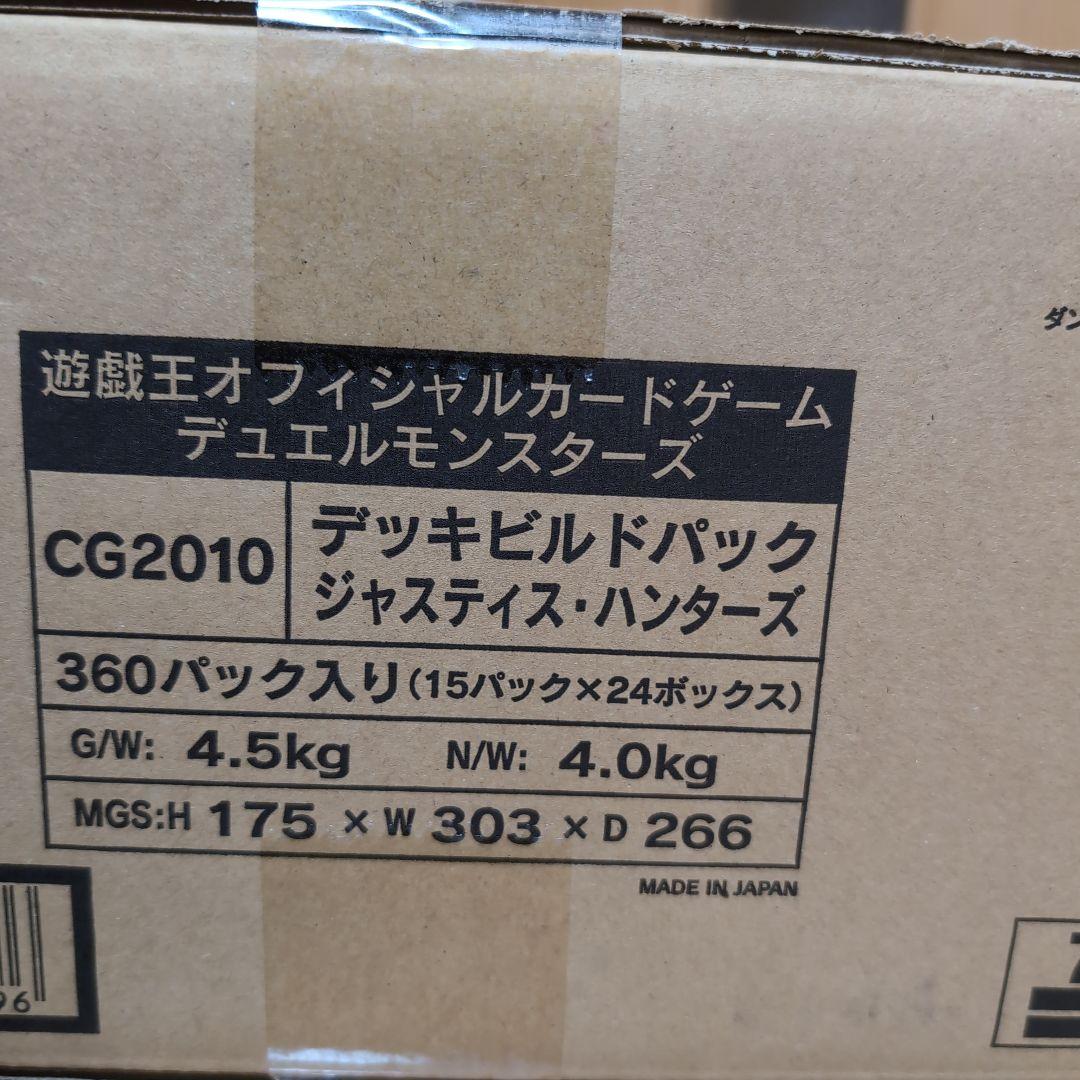 遊戯王オフィシャルカードゲーム
デュエルモンスターズ
CG2010
デッキビルドパック
ジャスティス・ハンターズ
360パック入り(15パック×24ボックス)
G/W: 4.5kg N/W: 4.0kg
MGS:H 175 × W 303 × D 266
MADE IN JAPAN
ダン
96